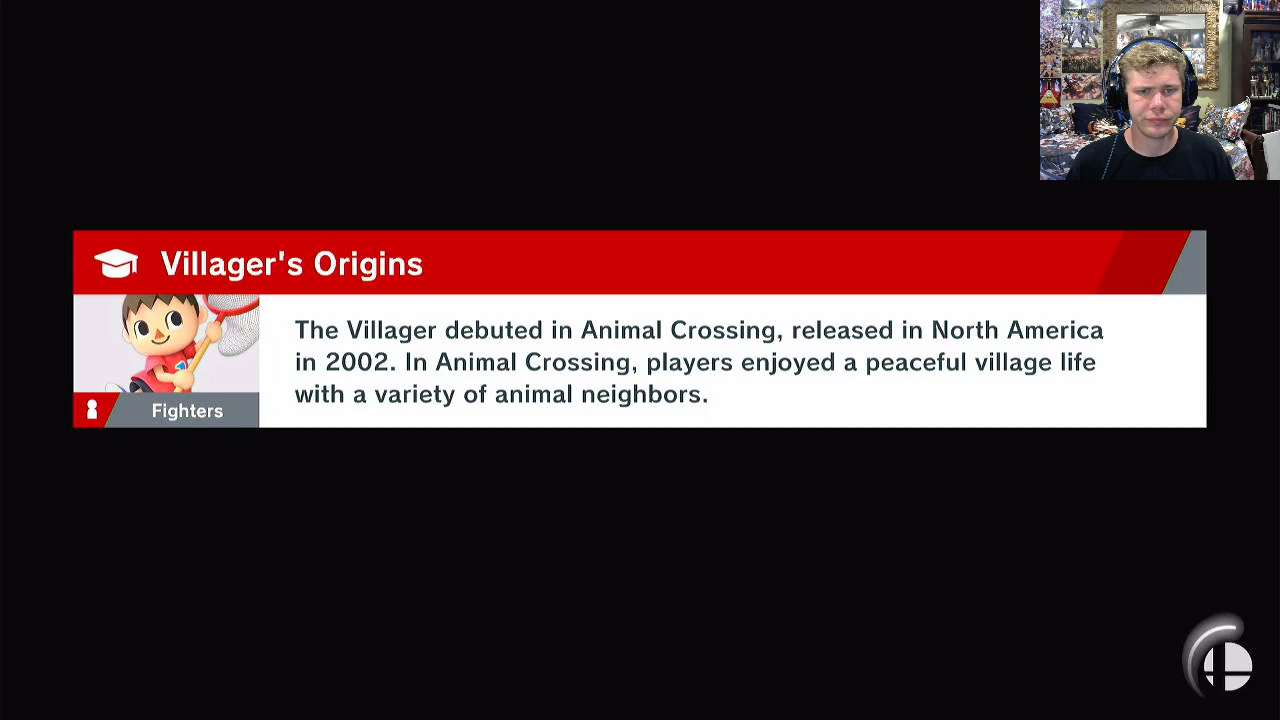 Villager's Origins
The Villager debuted in Animal Crossing, released in North America
in 2002. In Animal Crossing, players enjoyed a peaceful village life
with a variety of animal neighbors.
Fighters